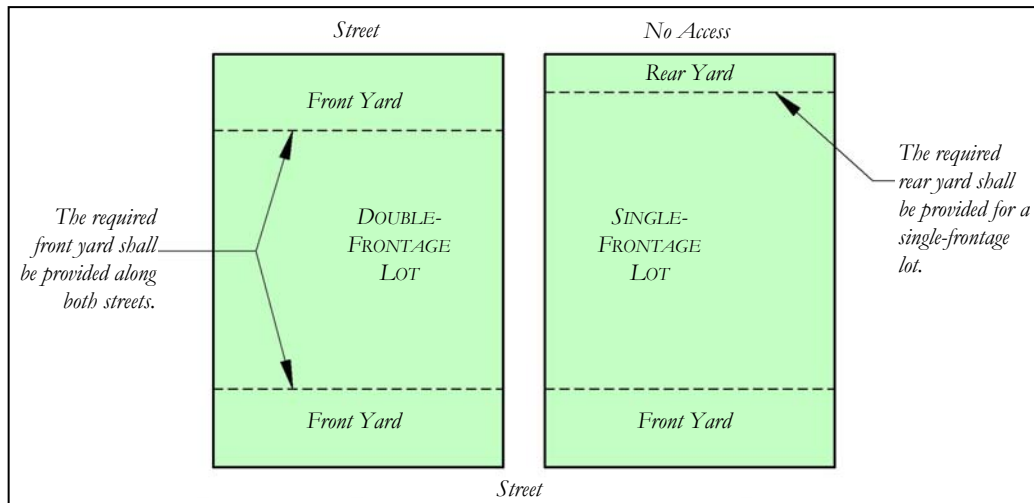 Street
No Access
Front Yard
Rear Yard
The required
front yard shall
be provided along
both streets.
DOUBLE-
FRONTAGE
LOT
SINGLE-
FRONTAGE
LOT
The required
rear yard shall
be provided for a
single-frontage
lot.
Front Yard
Front Yard
Street